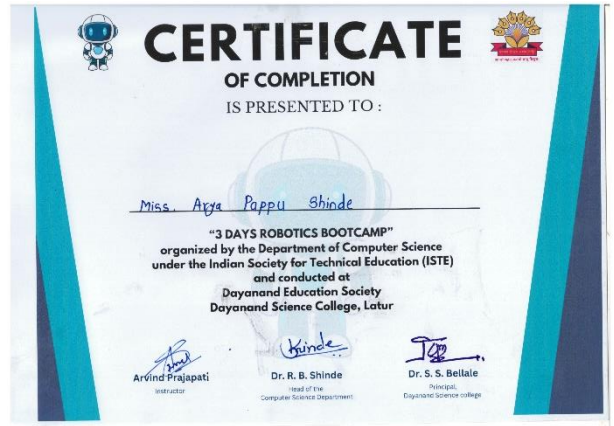 CERTIFICATE
OF COMPLETION
IS PRESENTED TO :
Miss. Arya Pappu Shinde
“3 DAYS ROBOTICS BOOTCAMP”
organized by the Department of Computer Science
under the Indian Society for Technical Education (ISTE)
and conducted at
Dayanand Education Society
Dayanand Science College, Latur
Arvind Prajapati
Instructor
Dr. R. B. Shinde
Head of the
Computer Science Department
Dr. S. S. Bellale
Principal,
Dayanand Science college